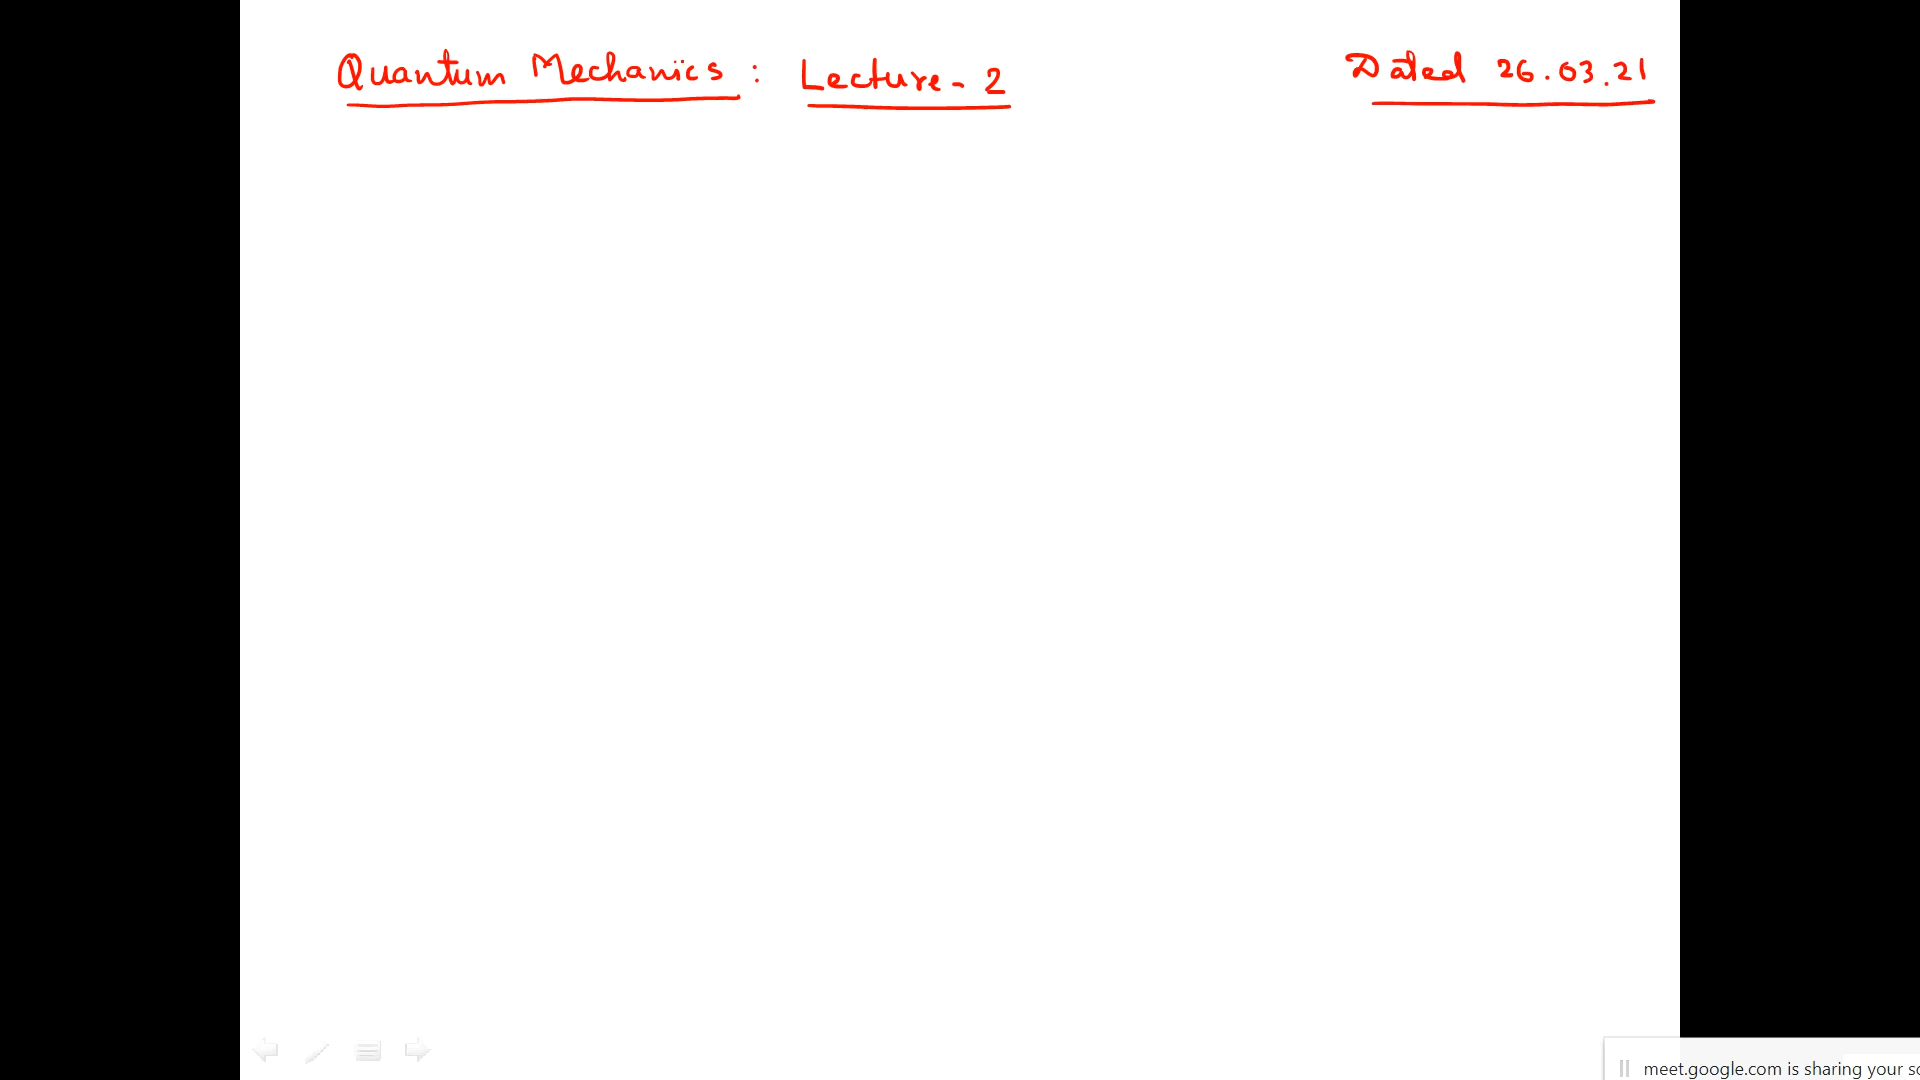 Quantum Mechanics : Lecture - 2 Dated 26.03.21
meet.google.com is sharing your sc